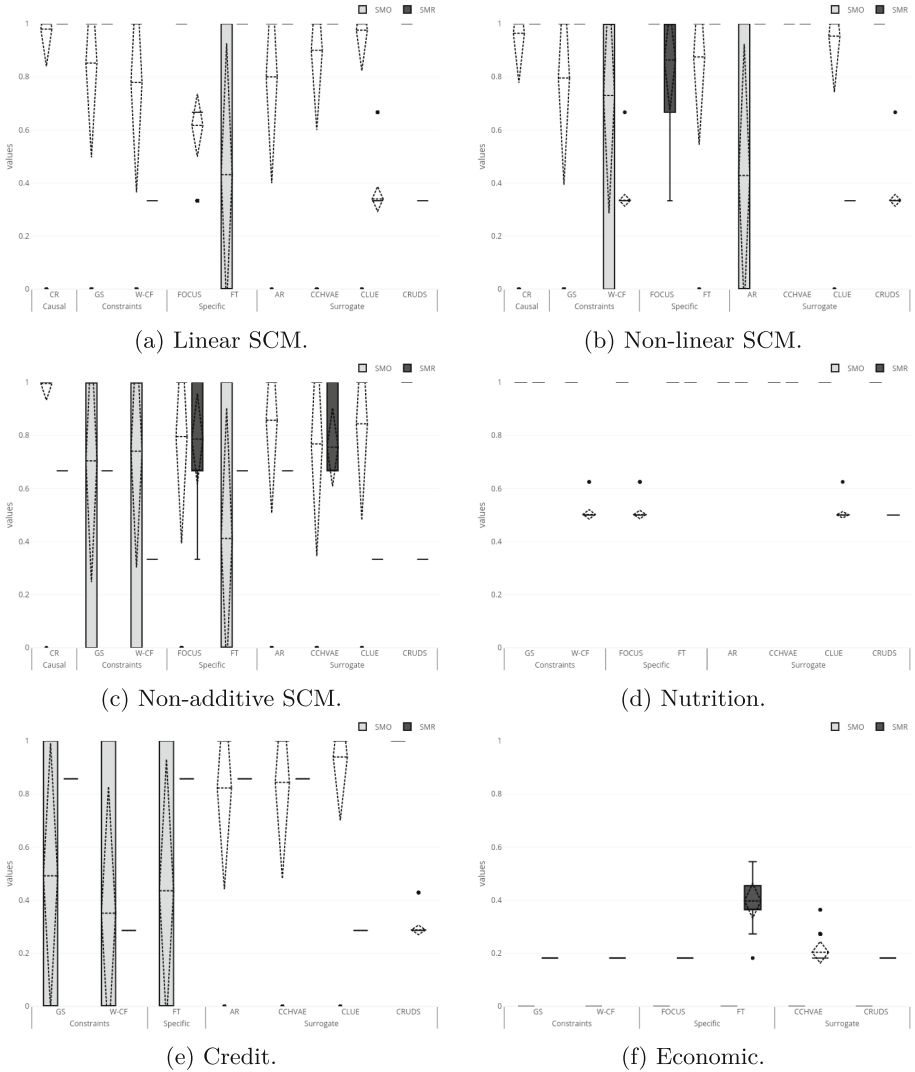 SMO SMR
1
0.8
0.6
0.4
0.2
0
values
CR GS W-CF FOCUS FT AR CCHVAE CLUE CRUDS
Causal Constraints Specific Surrogate
(a) Linear SCM.
SMO SMR
1
0.8
0.6
0.4
0.2
0
values
CR GS W-CF FOCUS FT AR CCHVAE CLUE CRUDS
Causal Constraints Specific Surrogate
(b) Non-linear SCM.
SMO SMR
1
0.8
0.6
0.4
0.2
0
values
CR GS W-CF FOCUS FT AR CCHVAE CLUE CRUDS
Causal Constraints Specific Surrogate
(c) Non-additive SCM.
SMO SMR
1
0.8
0.6
0.4
0.2
0
values
GS W-CF FOCUS FT AR CCHVAE CLUE CRUDS
Constraints Specific Surrogate
(d) Nutrition.
SMO SMR
1
0.8
0.6
0.4
0.2
0
values
GS W-CF FT AR CCHVAE CLUE CRUDS
Constraints Specific Surrogate
(e) Credit.
SMO SMR
1
0.8
0.6
0.4
0.2
0
values
GS W-CF FOCUS FT CCHVAE CRUDS
Constraints Specific Surrogate
(f) Economic.